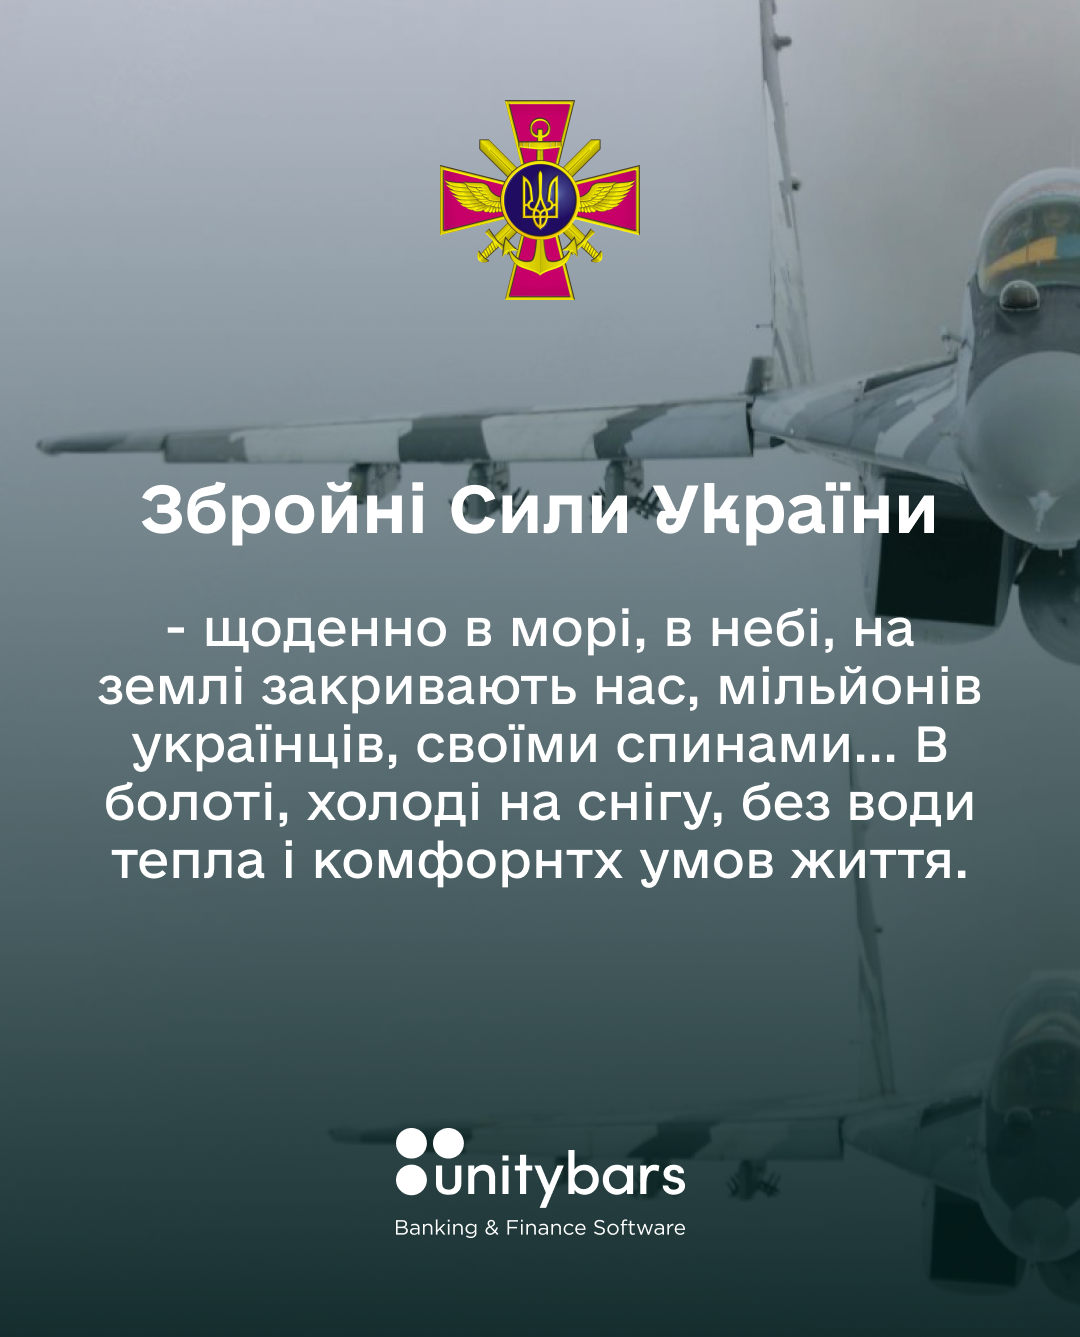 Збройні Сили України
- щоденно в морі, в небі, на
землі закривають нас, мільйонів
українців, своїми спинами... В
болоті, холоді на снігу, без води
тепла і комфорнтх умов життя.
unitybars
Banking & Finance Software